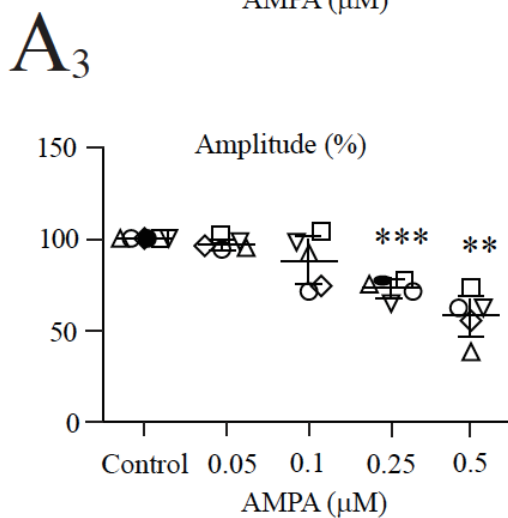 AMPA (μM)
A3
Amplitude (%)
150
100
50
0
*** **
Control 0.05 0.1 0.25 0.5
AMPA (μM)